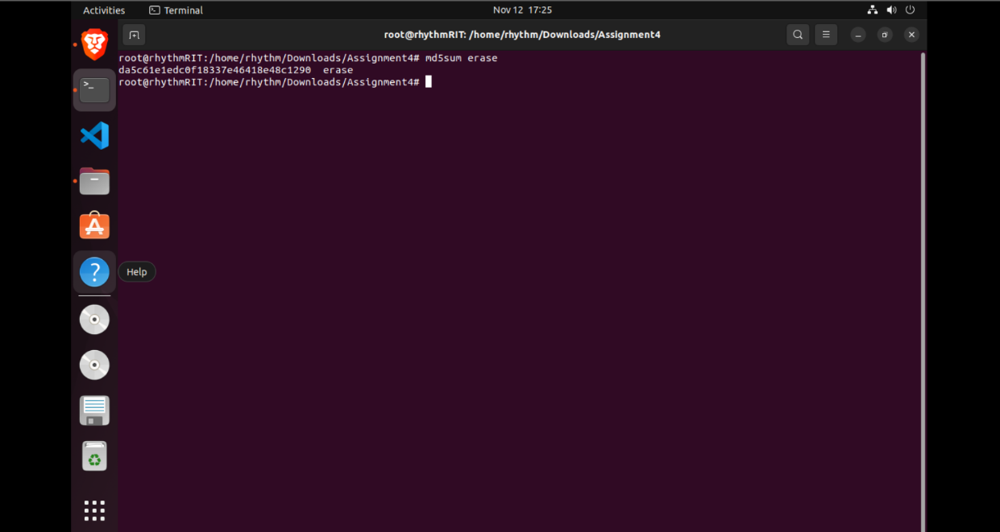 Activities Terminal Nov 12 17:25
root@rhythmRIT: /home/rhythm/Downloads/Assignment4
root@rhythmRIT:/home/rhythm/Downloads/Assignment4# md5sum erase
da5c61e1edc0f18337e46418e48c1290  erase
root@rhythmRIT:/home/rhythm/Downloads/Assignment4#
Help